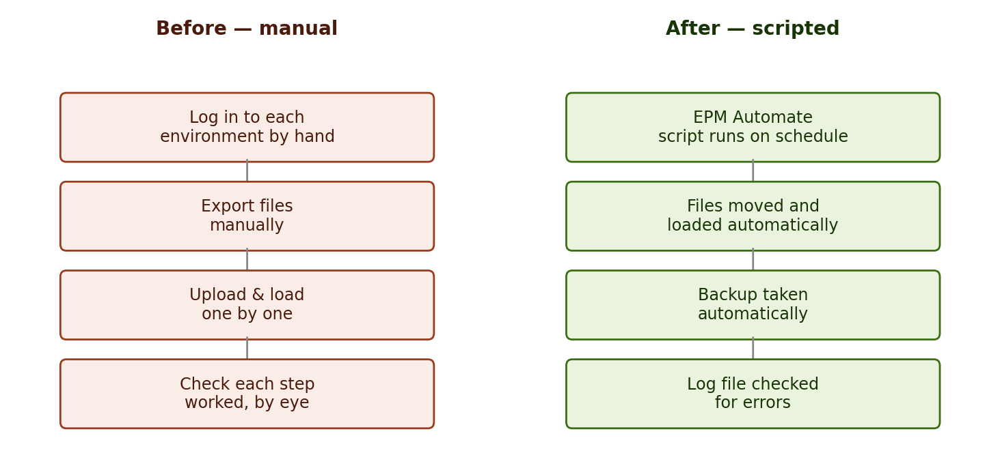 Before — manual
Log in to each
environment by hand
Export files
manually
Upload & load
one by one
Check each step
worked, by eye
After — scripted
EPM Automate
script runs on schedule
Files moved and
loaded automatically
Backup taken
automatically
Log file checked
for errors